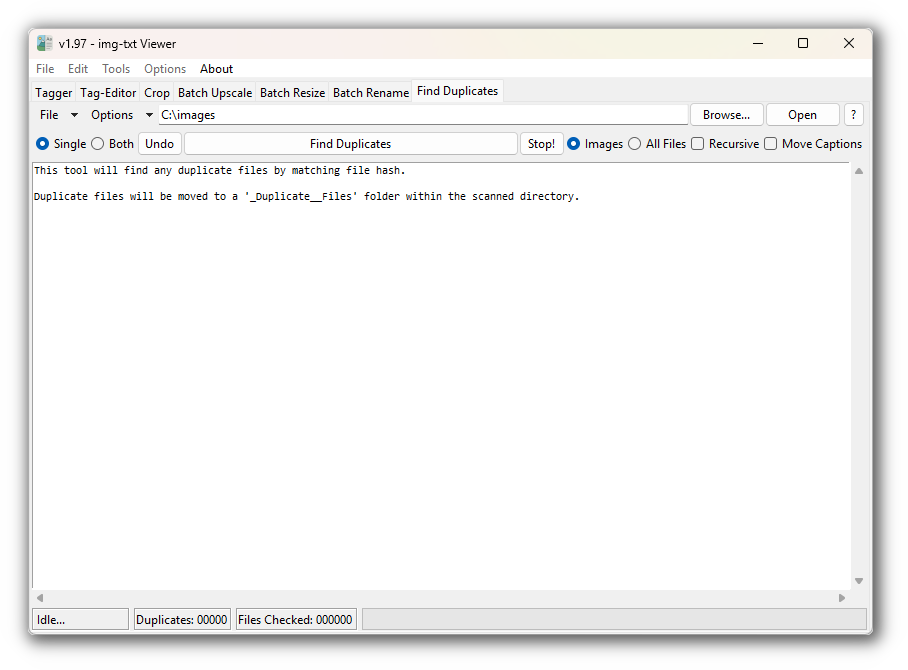 v1.97 - img-txt Viewer
File Edit Tools Options About
Tagger Tag-Editor Crop Batch Upscale Batch Resize Batch Rename Find Duplicates
File Options C:\images Browse... Open ?
Single Both Undo Find Duplicates Stop! Images All Files Recursive Move Captions
This tool will find any duplicate files by matching file hash.
Duplicate files will be moved to a '_Duplicate__Files' folder within the scanned directory.
Idle... Duplicates: 00000 Files Checked: 000000